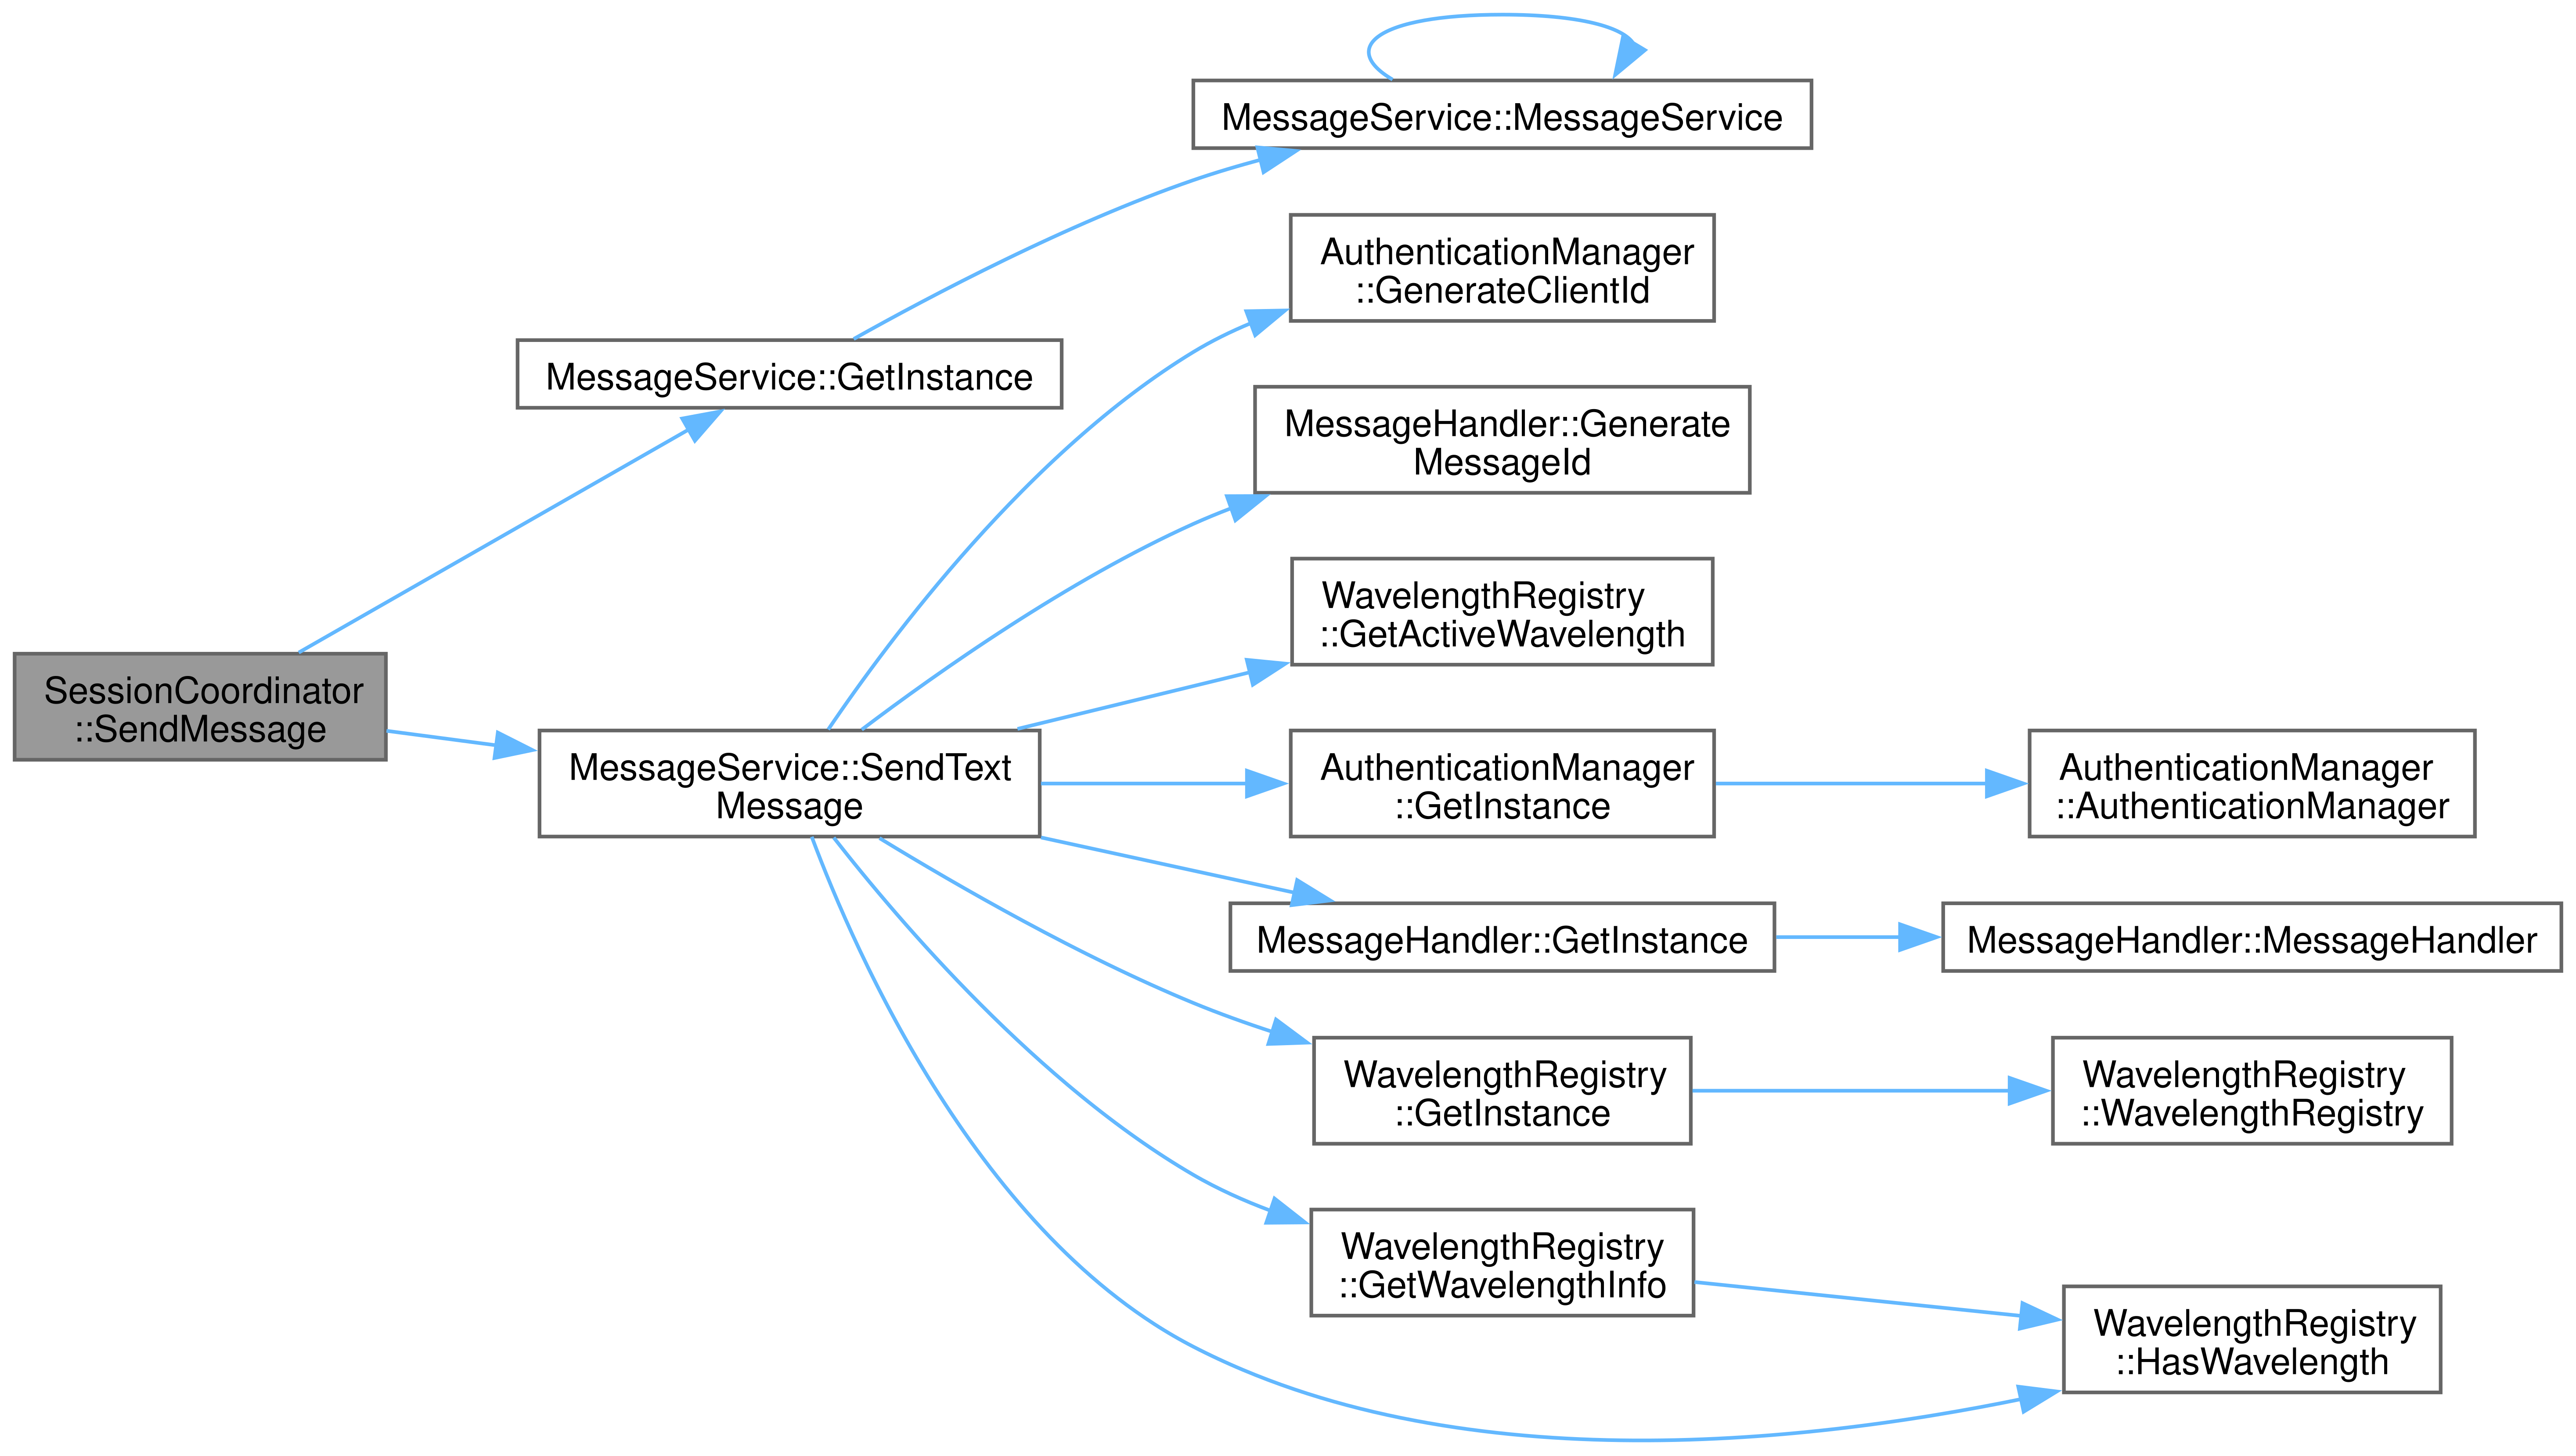 MessageService::MessageService
AuthenticationManager
::GenerateClientId
MessageService::GetInstance
MessageHandler::Generate
MessageId
WavelengthRegistry
::GetActiveWavelength
SessionCoordinator
::SendMessage
MessageService::SendText
Message
AuthenticationManager
::GetInstance
AuthenticationManager
::AuthenticationManager
MessageHandler::GetInstance
MessageHandler::MessageHandler
WavelengthRegistry
::GetInstance
WavelengthRegistry
::WavelengthRegistry
WavelengthRegistry
::GetWavelengthInfo
WavelengthRegistry
::HasWavelength